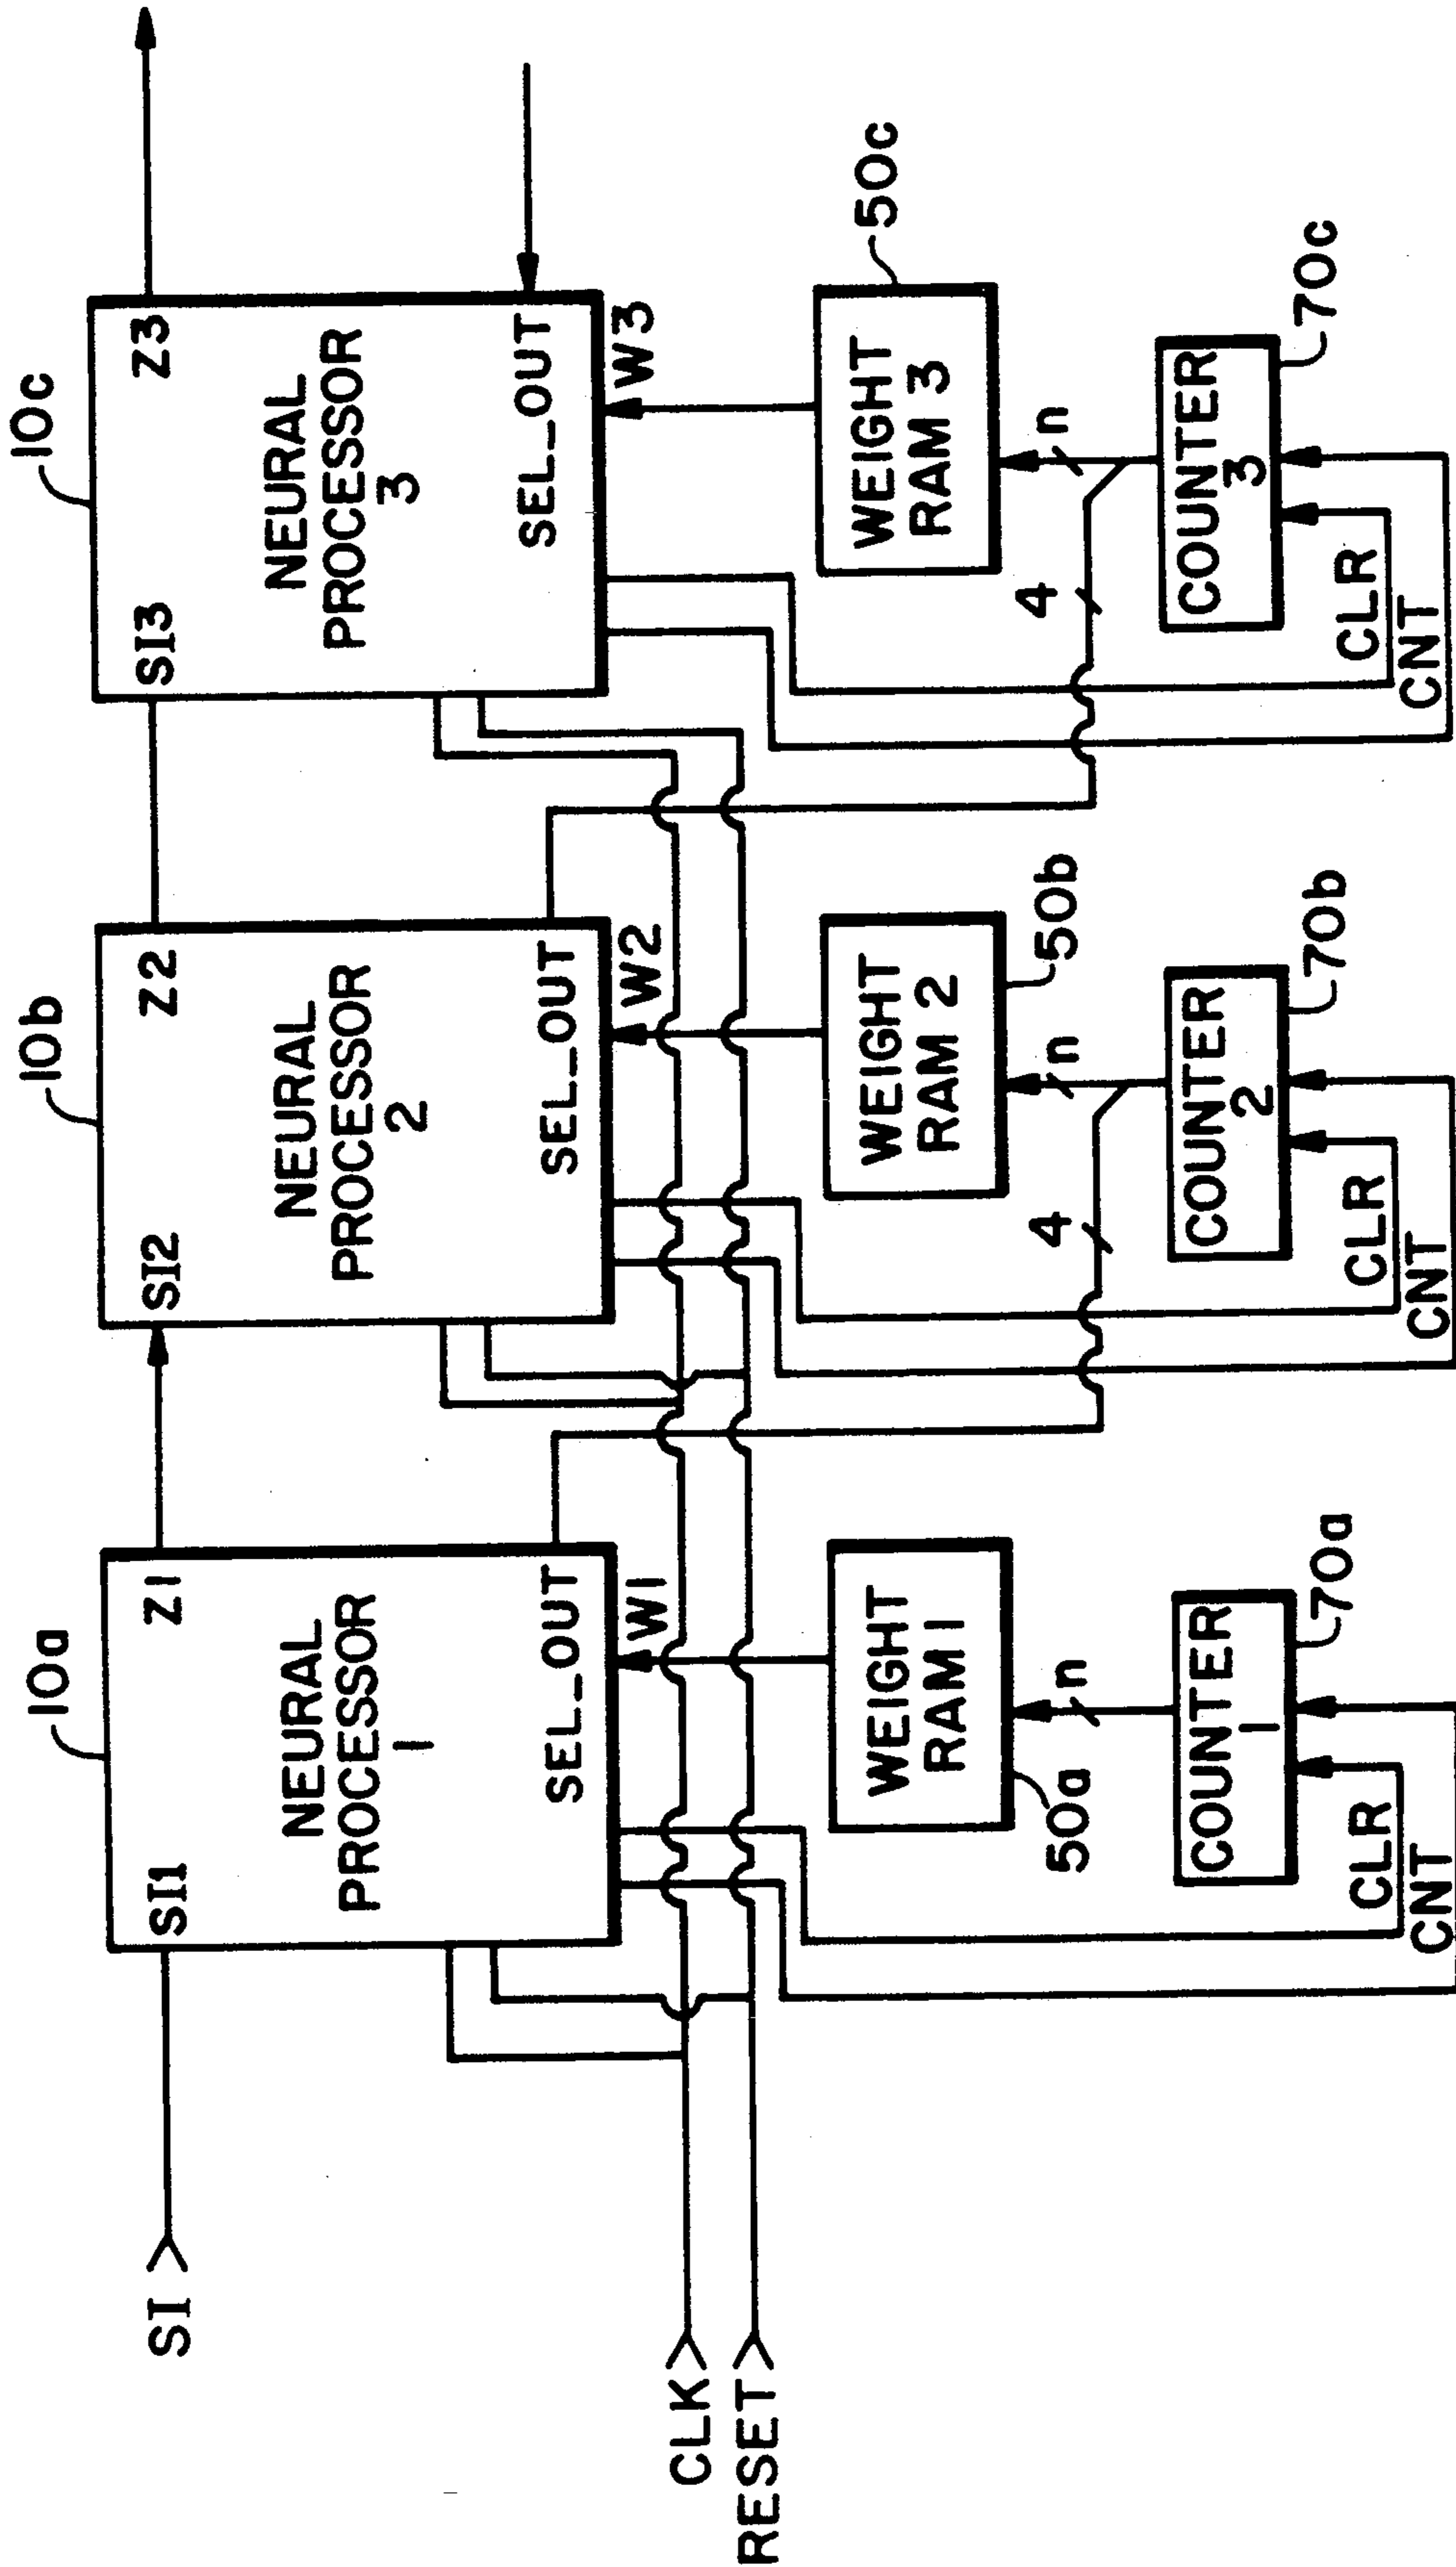 10a
10b
10c
SI >
SI1
Z1
NEURAL
PROCESSOR
1
SEL_OUT
W1
SI2
Z2
NEURAL
PROCESSOR
2
SEL_OUT
W2
SI3
Z3
NEURAL
PROCESSOR
3
SEL_OUT
W3
CLK >
RESET >
WEIGHT
RAM 1
50a
WEIGHT
RAM 2
50b
WEIGHT
RAM 3
50c
n
4
n
4
n
COUNTER
1
70a
COUNTER
2
70b
COUNTER
3
70c
CLR
CNT
CLR
CNT
CLR
CNT